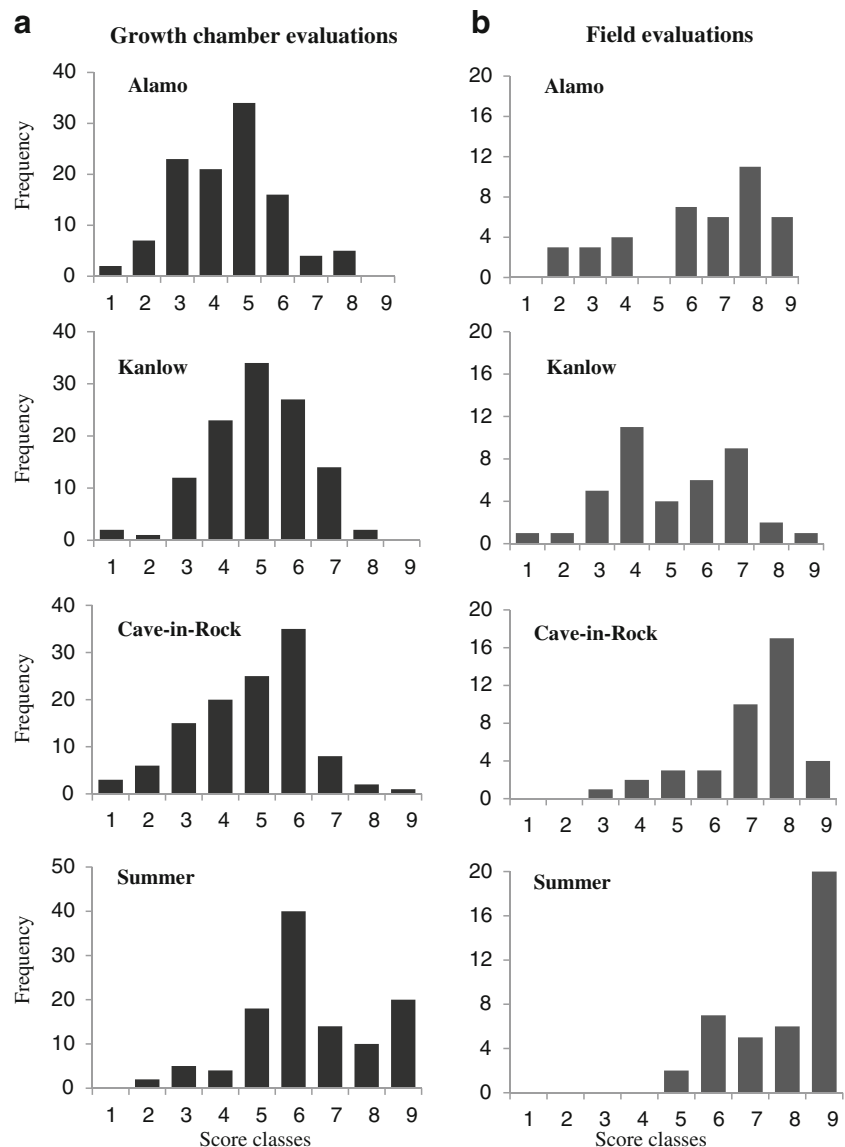 a
Growth chamber evaluations
b
Field evaluations
40
30
20
10
0
Frequency
Alamo
1 2 3 4 5 6 7 8 9
20
16
12
8
4
0
Alamo
1 2 3 4 5 6 7 8 9
40
30
20
10
0
Frequency
Kanlow
1 2 3 4 5 6 7 8 9
20
16
12
8
4
0
Kanlow
1 2 3 4 5 6 7 8 9
40
30
20
10
0
Frequency
Cave-in-Rock
1 2 3 4 5 6 7 8 9
20
16
12
8
4
0
Cave-in-Rock
1 2 3 4 5 6 7 8 9
50
40
30
20
10
0
Frequency
Summer
1 2 3 4 5 6 7 8 9
Score classes
20
16
12
8
4
0
Summer
1 2 3 4 5 6 7 8 9
Score classes